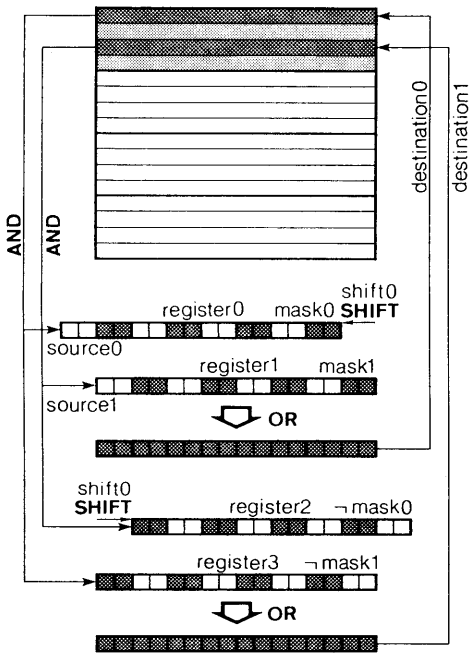 destination0
destination1
AND
AND
shift0
register0 mask0 SHIFT
source0
register1 mask1
source1
OR
shift0
SHIFT
register2 ¬mask0
register3 ¬mask1
OR